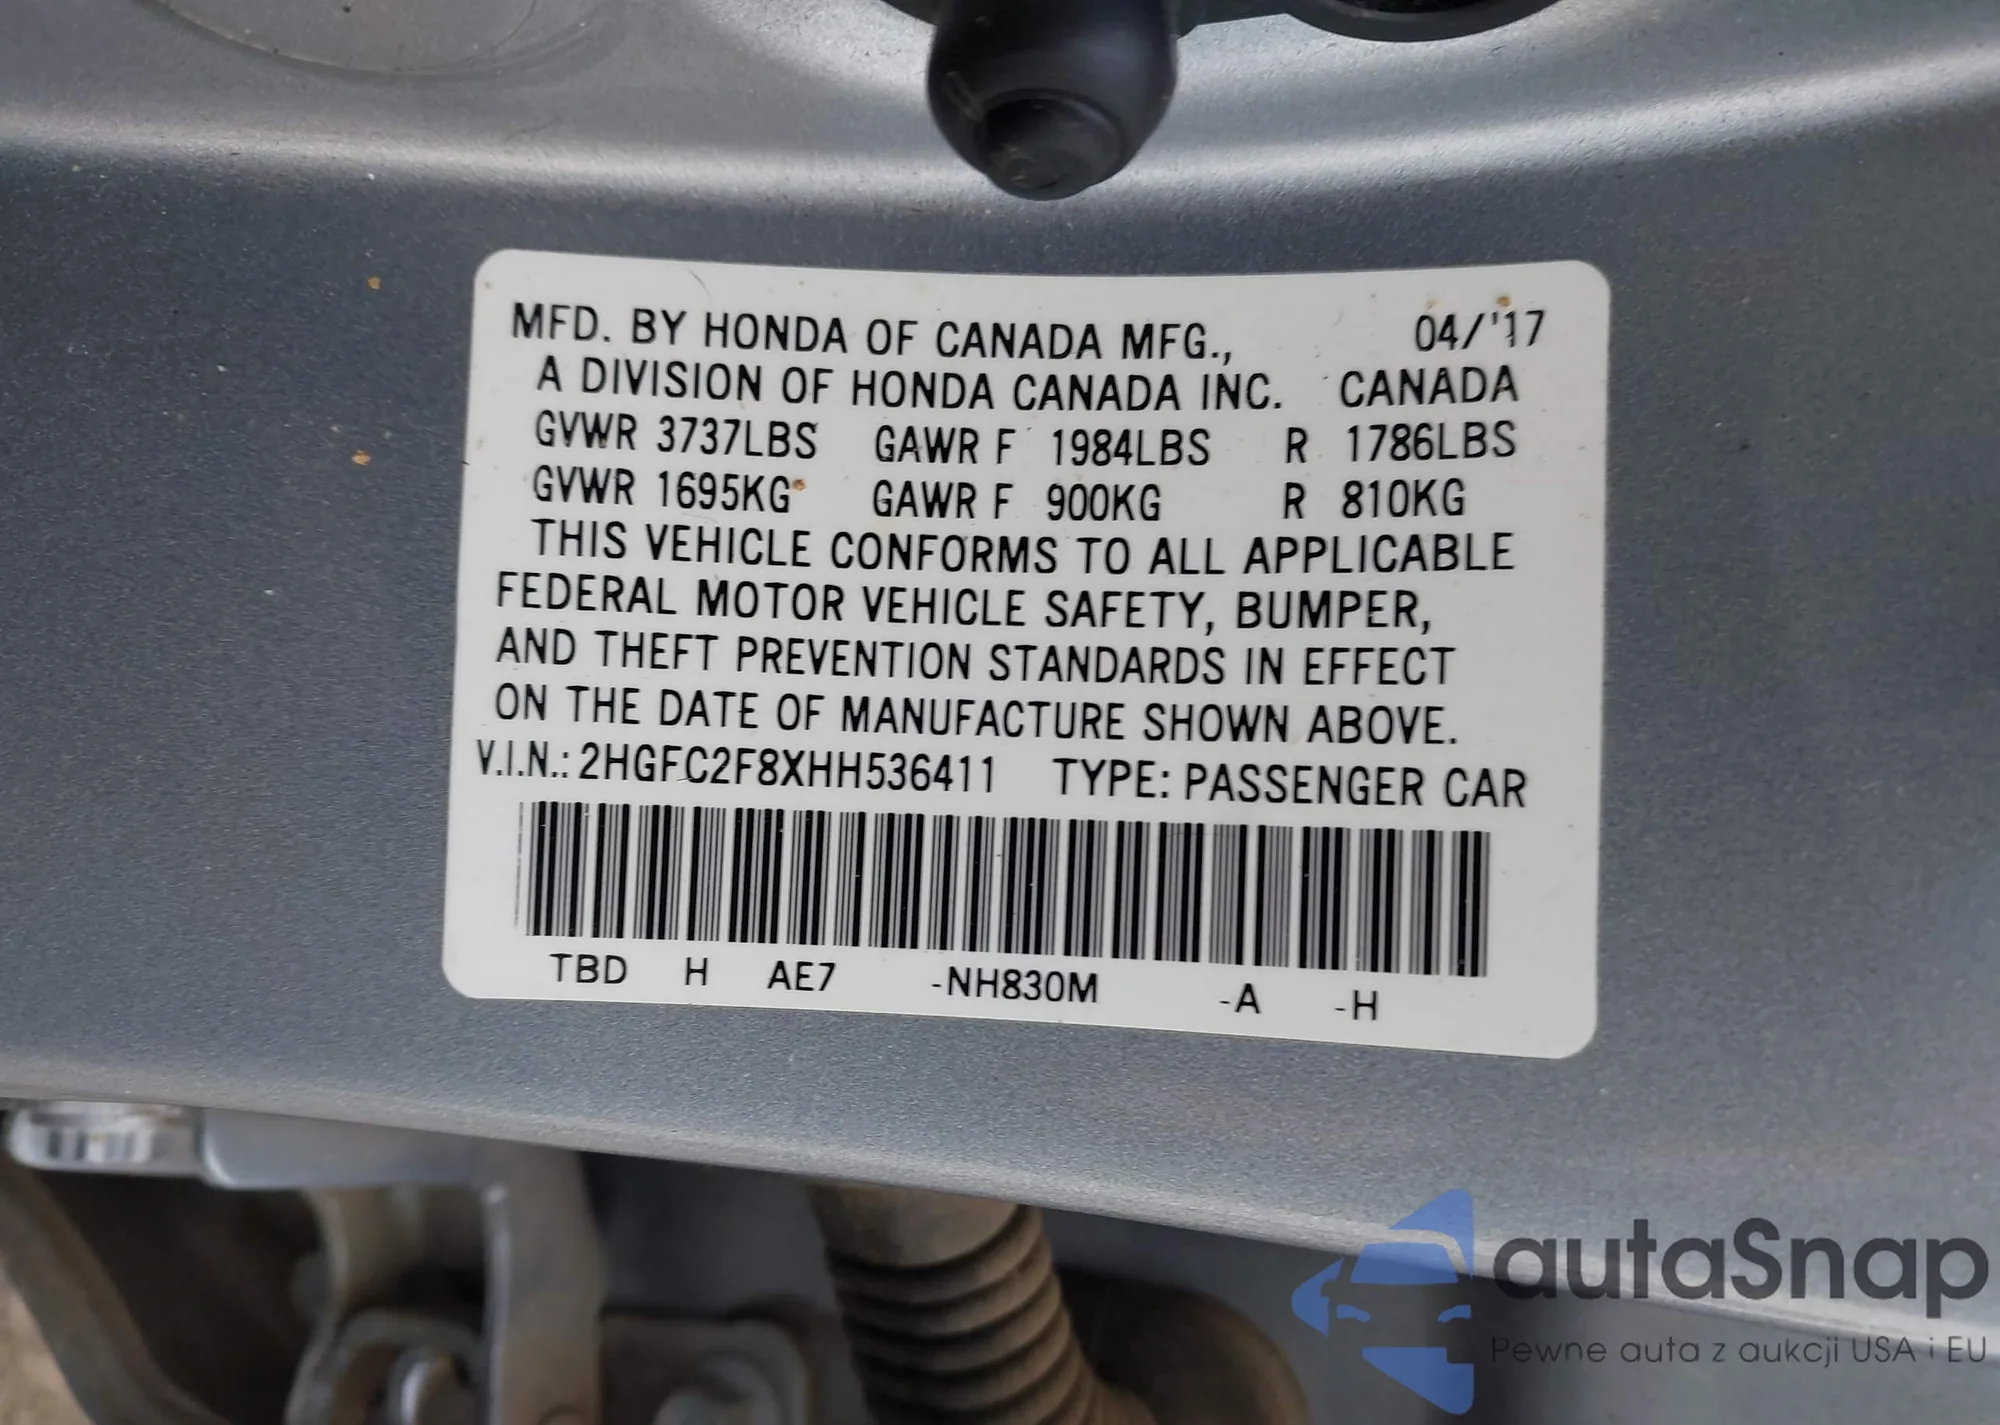 MFD. BY HONDA OF CANADA MFG., 04/'17
A DIVISION OF HONDA CANADA INC. CANADA
GVWR 3737LBS GAWR F 1984LBS R 1786LBS
GVWR 1695KG GAWR F 900KG R 810KG
THIS VEHICLE CONFORMS TO ALL APPLICABLE
FEDERAL MOTOR VEHICLE SAFETY, BUMPER,
AND THEFT PREVENTION STANDARDS IN EFFECT
ON THE DATE OF MANUFACTURE SHOWN ABOVE.
V.I.N.: 2HGFC2F8XHH536411 TYPE: PASSENGER CAR
TBD H AE7 -NH830M -A -H
autaSnap
Pewne auta z aukcji USA i EU